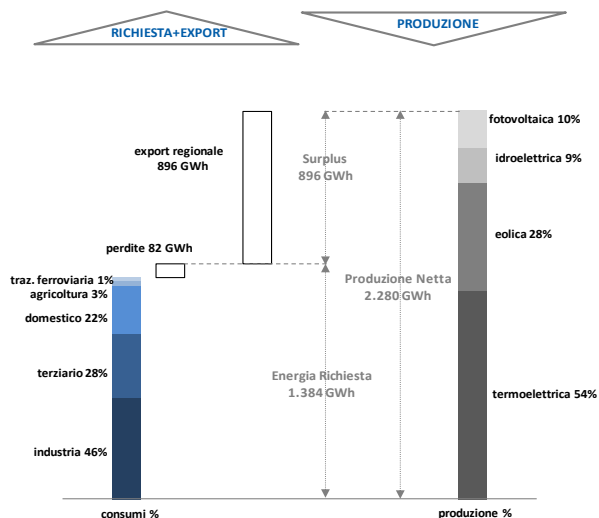 RICHIESTA+EXPORT
PRODUZIONE
fotovoltaica 10%
export regionale
896 GWh
Surplus
896 GWh
idroelettrica 9%
eolica 28%
perdite 82 GWh
traz. ferroviaria 1%
agricoltura 3%
Produzione Netta
2.280 GWh
domestico 22%
terziario 28%
Energia Richiesta
1.384 GWh
termoelettrica 54%
industria 46%
consumi %
produzione %